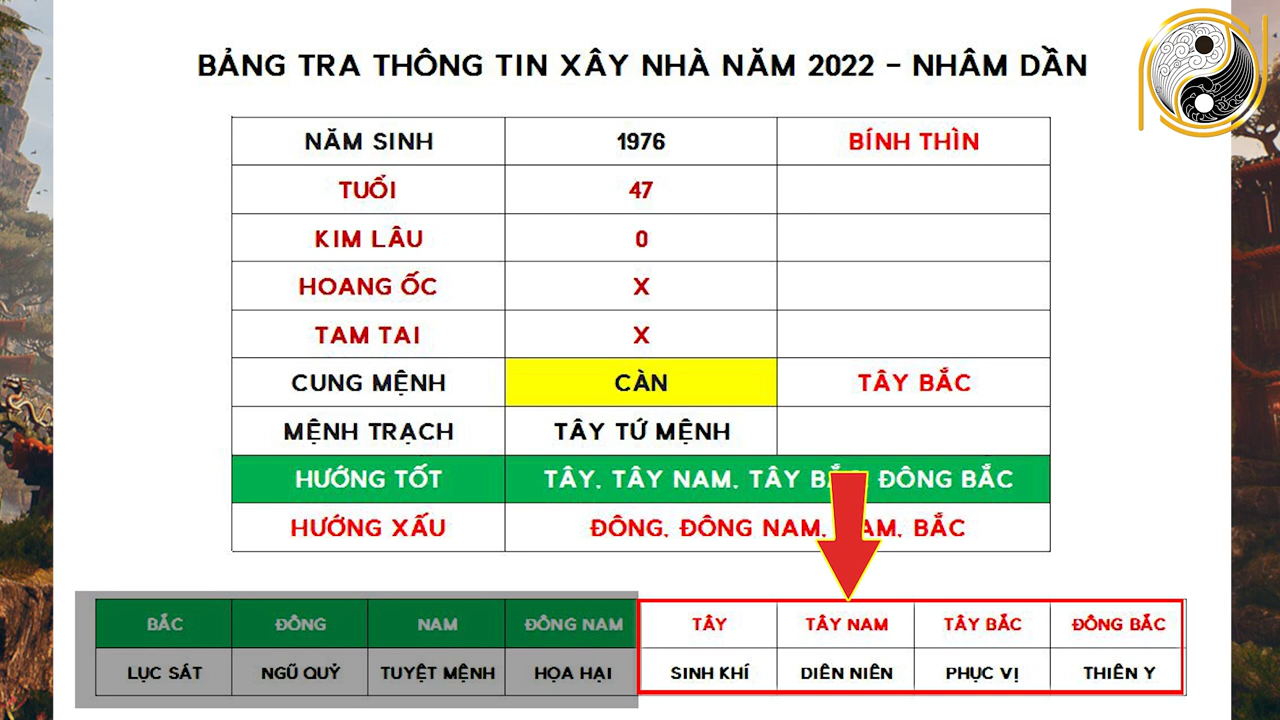 BẢNG TRA THÔNG TIN XÂY NHÀ NĂM 2022 - NHÂM DẦN
NĂM SINH 1976 BÍNH THÌN
TUỔI 47
KIM LÂU 0
HOANG ỐC X
TAM TAI X
CUNG MỆNH CÀN TÂY BẮC
MỆNH TRẠCH TÂY TỨ MỆNH
HƯỚNG TỐT TÂY, TÂY NAM, TÂY ĐÔNG BẮC
HƯỚNG XẤU ĐÔNG, ĐÔNG NAM, BẮC
BẮC ĐÔNG NAM ĐÔNG NAM TÂY TÂY NAM TÂY BẮC ĐÔNG BẮC
LỤC SÁT NGŨ QUỶ TUYỆT MỆNH HỌA HẠI SINH KHÍ DIÊN NIÊN PHỤC VỊ THIÊN Y